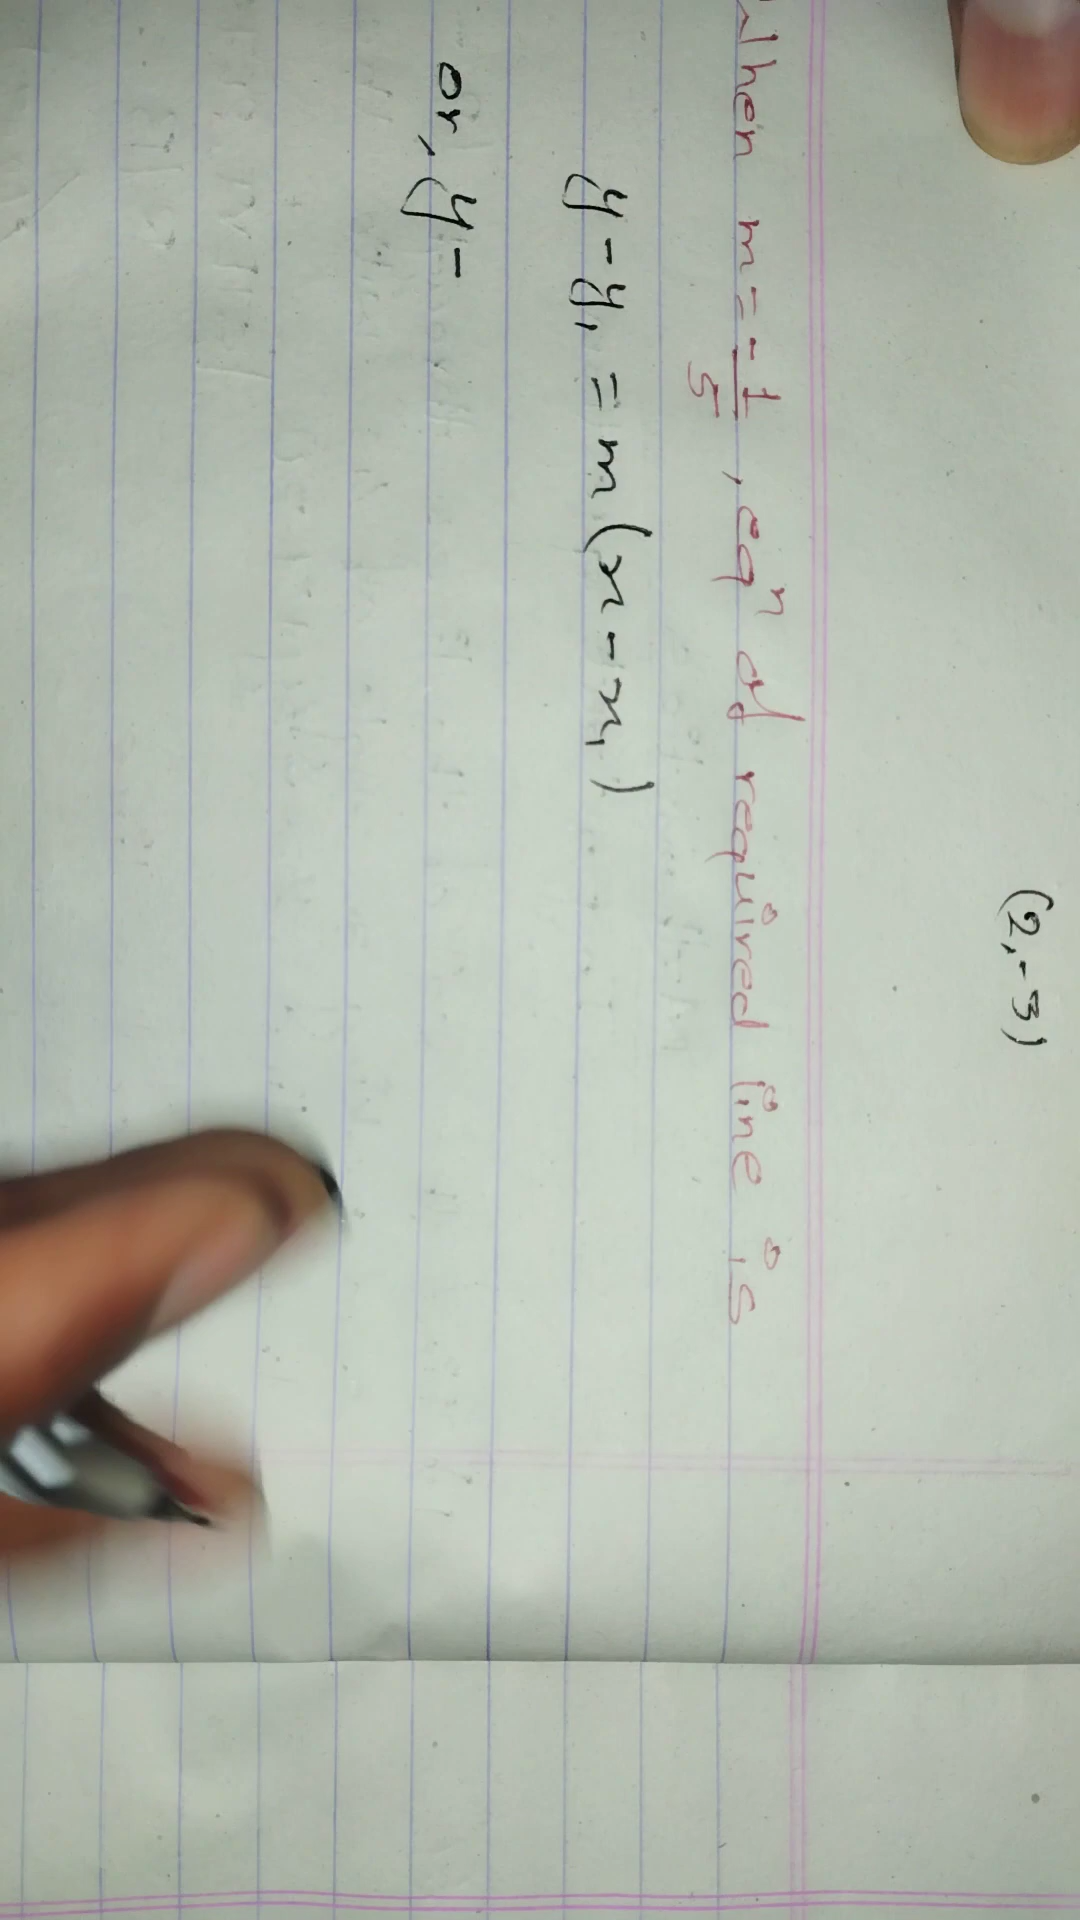 (2,-3)
When m = -1/5, eqⁿ of required line is
y - y₁ = m(x - x₁)
or, y -